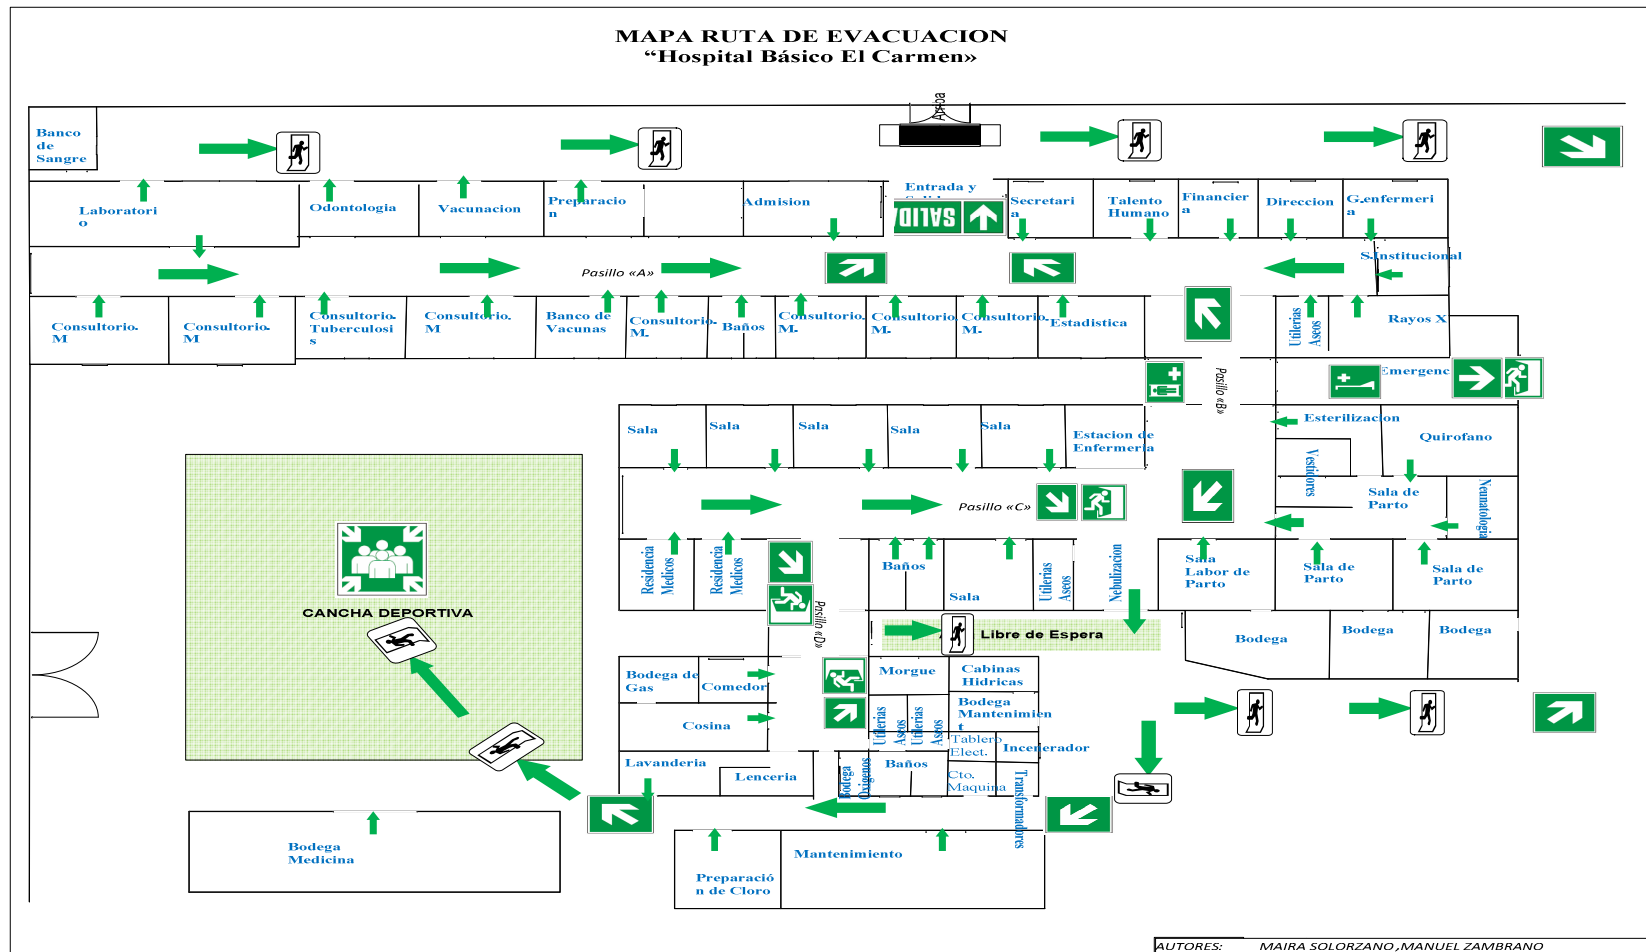 MAPA RUTA DE EVACUACION
“Hospital Básico El Carmen»
Arriba
Banco
de
Sangre
Laboratori
o
Odontologia
Vacunacion
Preparacio
n
Admision
Entrada y
SALIDA
Secretari
a
Talento
Humano
Financier
a
Direccion
G.enfermeri
a
Pasillo «A»
S.Institucional
Consultorio.
M
Consultorio.
M
Consultorio.
Tuberculosi
s
Consultorio.
M
Banco de
Vacunas
Consultorio.
M.
Baños
Consultorio.
M.
Consultorio.
M.
Consultorio.
M.
Estadistica
Utilerias
Aseos
Rayos X
Pasillo «B»
Emergenc
Sala
Sala
Sala
Sala
Sala
Estacion de
Enfermeria
Esterilizacion
Quirofano
Vestidores
Sala de
Parto
Neunatologia
Pasillo «C»
Residencia
Medicos
Residencia
Medicos
Baños
Sala
Utilerias
Aseos
Nebulizacion
Sala
Labor de
Parto
Sala de
Parto
Sala de
Parto
CANCHA DEPORTIVA
Pasillo «D»
Libre de Espera
Bodega
Bodega
Bodega
Bodega de
Gas
Comedor
Morgue
Cabinas
Hidricas
Cosina
Utilerias
Aseos
Utilerias
Aseos
Bodega
Mantenimien
t
Tablero
Elect.
Incenerador
Lavanderia
Lenceria
Bodega
Oxigenos
Baños
Cto.
Maquina
Transformadores
Bodega
Medicina
Mantenimiento
Preparació
n de Cloro
AUTORES: MAIRA SOLORZANO,MANUEL ZAMBRANO